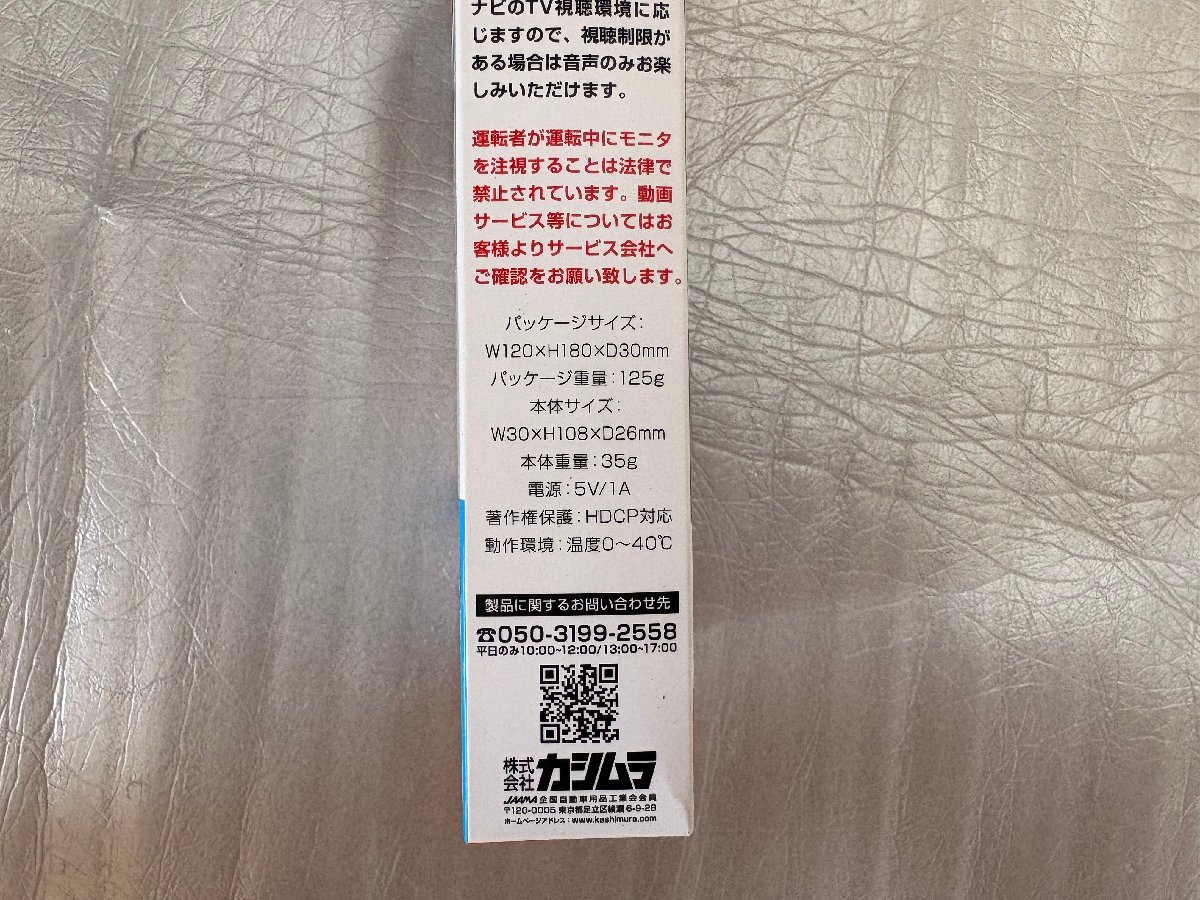 ナビのTV視聴環境に応
じますので、視聴制限が
ある場合は音声のみお楽
しみいただけます。
運転者が運転中にモニタ
を注視することは法律で
禁止されています。動画
サービス等についてはお
客様よりサービス会社へ
ご確認をお願い致します。
パッケージサイズ:
W120×H180×D30mm
パッケージ重量:125g
本体サイズ:
W30×H108×D26mm
本体重量:35g
電源:5V/1A
著作権保護:HDCP対応
動作環境:温度0〜40℃
製品に関するお問い合わせ先
☎050-3199-2558
平日のみ10:00~12:00/13:00~17:00
株式会社 カシムラ
JAAMA 全国自動車用品工業会会員
〒120-0005 東京都足立区綾瀬6-9-28
ホームページアドレス:www.kashimura.com